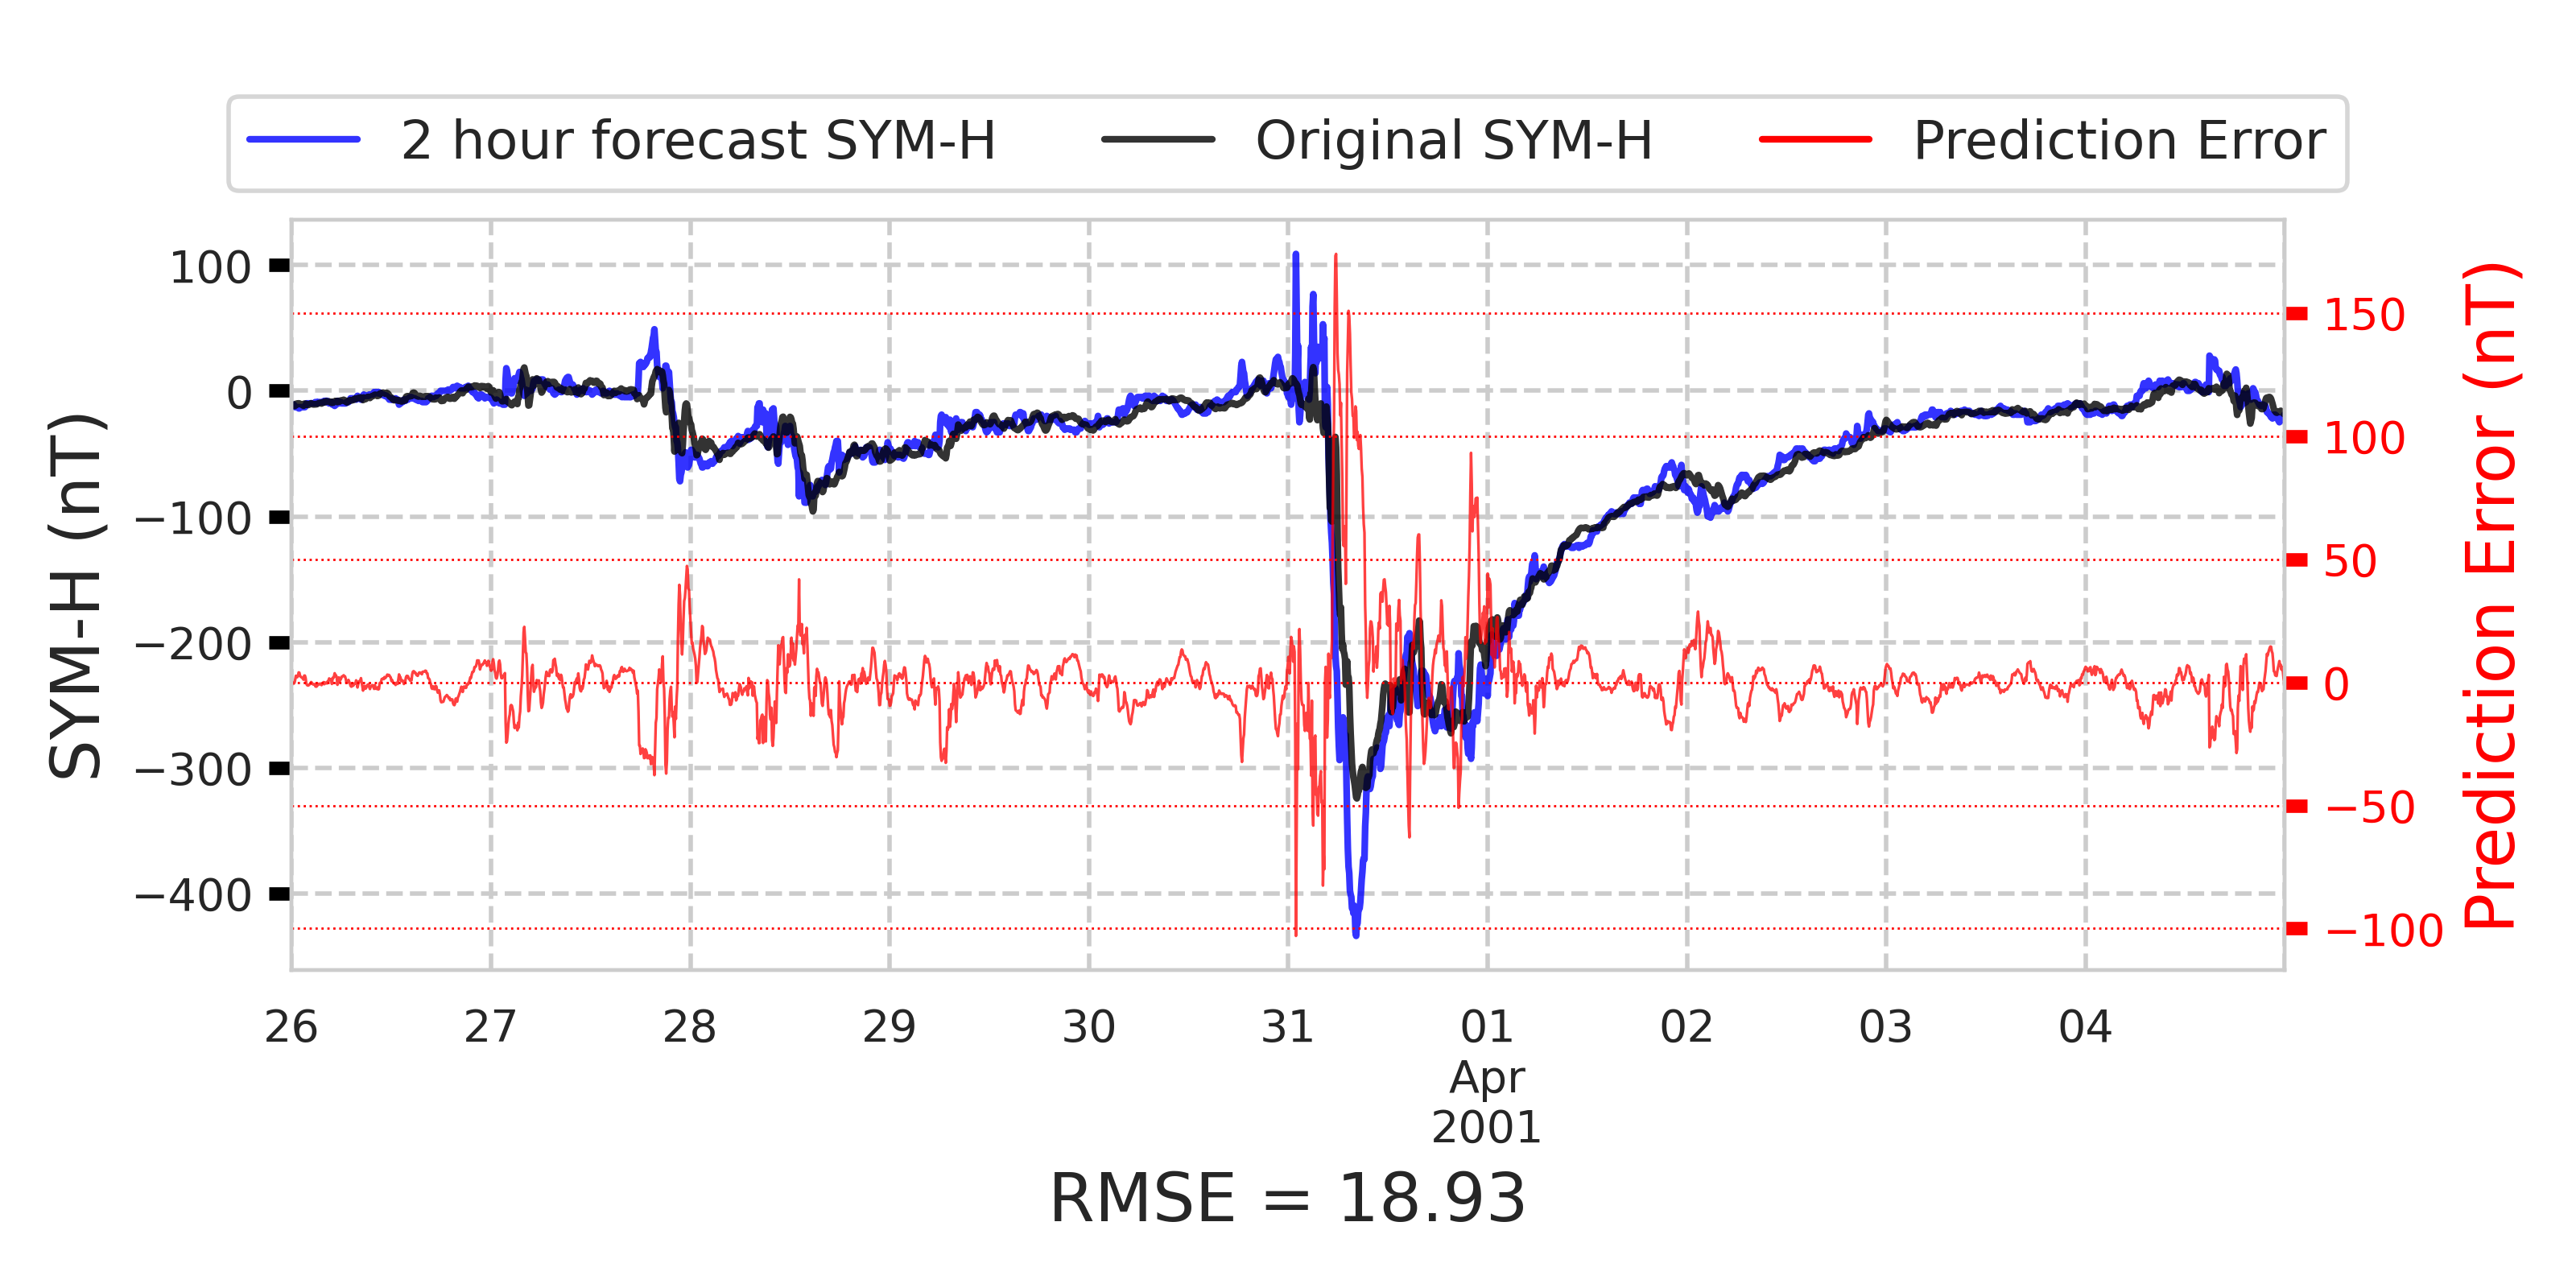 2 hour forecast SYM-H Original SYM-H Prediction Error
SYM-H (nT)
100
0
−100
−200
−300
−400
150
100
50
0
−50
−100
Prediction Error (nT)
26 27 28 29 30 31 01 02 03 04
Apr
2001
RMSE = 18.93